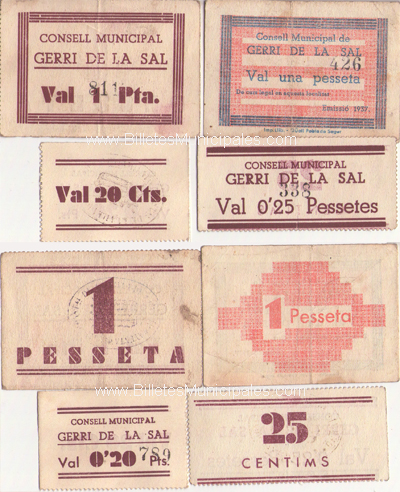 CONSELL MUNICIPAL
GERRI DE LA SAL
811
Val 1 Pta.
Consell Municipal de
GERRI DE LA SAL
426
Val una pesseta
Emissió 1937.
www.BilletesMunicipales.com
Val 20 Cts.
CONSELL MUNICIPAL
GERRI DE LA SAL
338
Val 0'25 Pessetes
1
PESSETA
1 Pesseta
www.BilletesMunicipales.com
CONSELL MUNICIPAL
GERRI DE LA SAL
Val 0'20 Pts.
789
25
CENTIMS